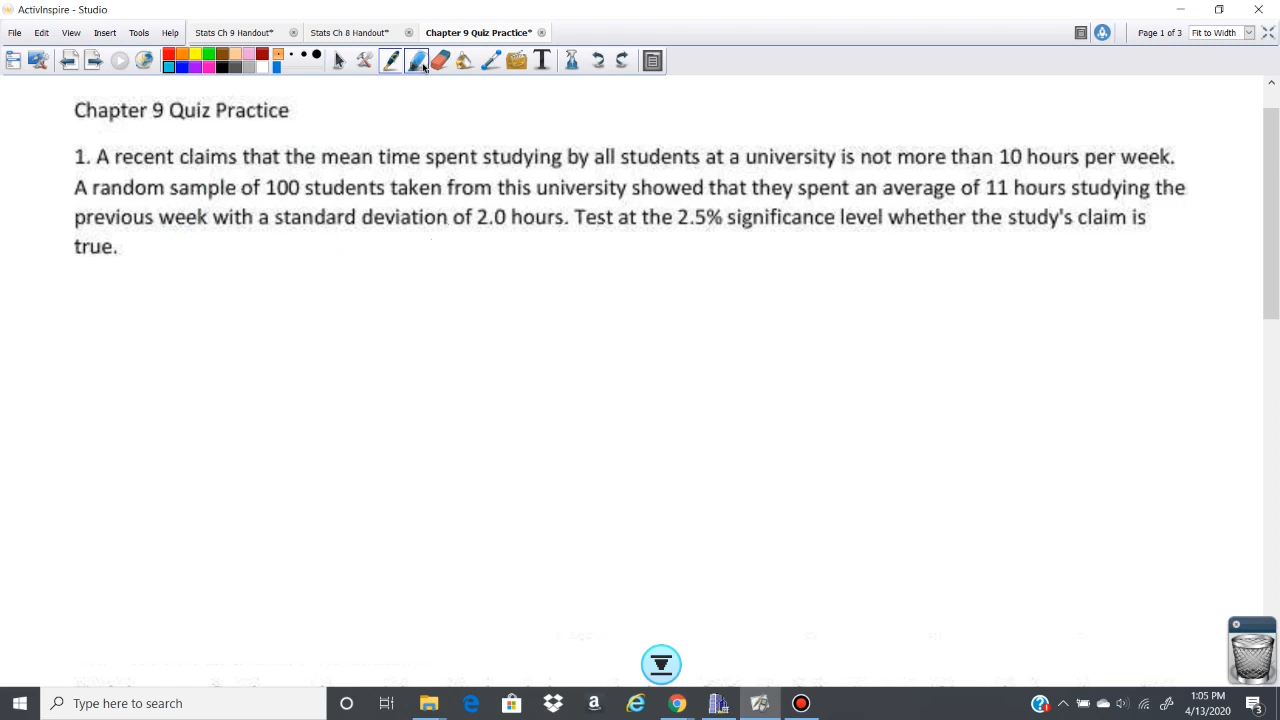 ActivInspire - Studio
File Edit View Insert Tools Help
Stats Ch 9 Handout*
Stats Ch 8 Handout*
Chapter 9 Quiz Practice*
Page 1 of 3
Fit to Width
Chapter 9 Quiz Practice
1. A recent claims that the mean time spent studying by all students at a university is not more than 10 hours per week.
A random sample of 100 students taken from this university showed that they spent an average of 11 hours studying the
previous week with a standard deviation of 2.0 hours. Test at the 2.5% significance level whether the study's claim is
true.
Type here to search
1:05 PM
4/13/2020
3